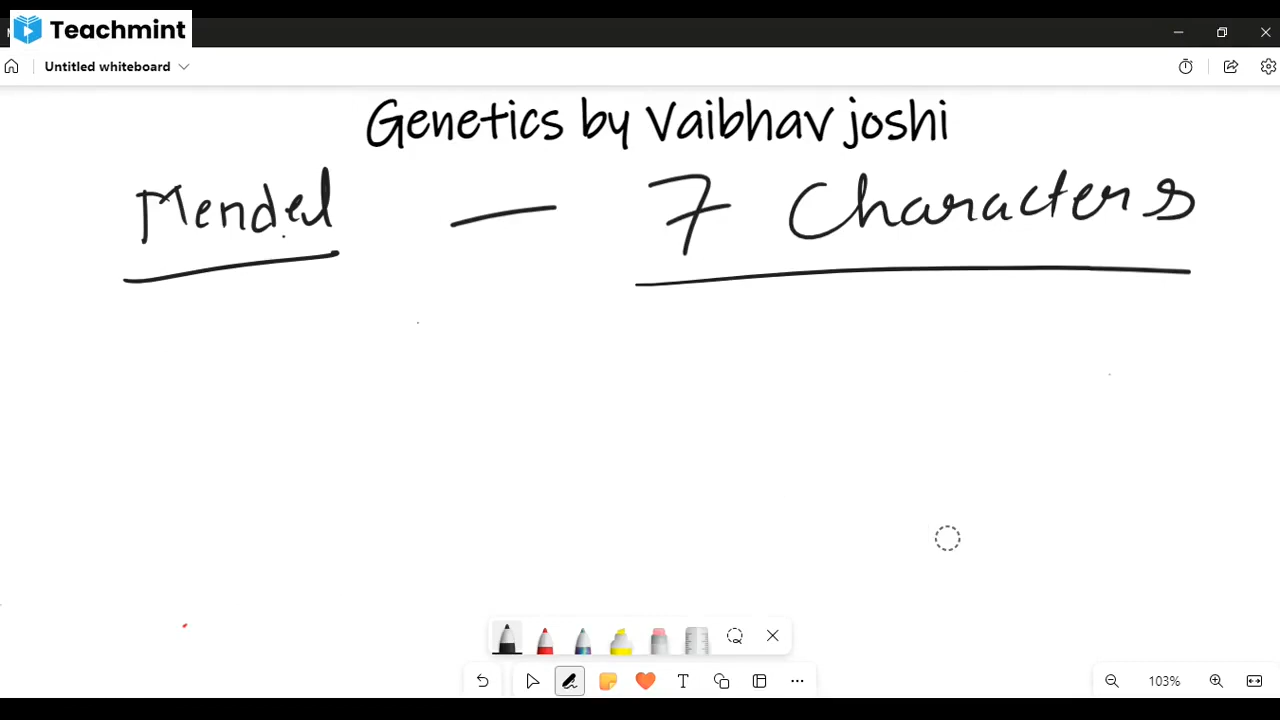 Teachmint
Untitled whiteboard
Genetics by Vaibhav joshi
Mendel — 7 Characters
103%